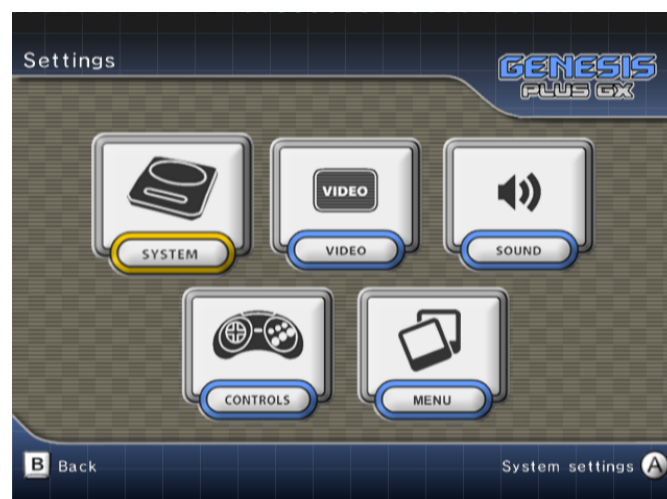 Settings
GENESIS
PLUS GX
VIDEO
SYSTEM
VIDEO
SOUND
CONTROLS
MENU
B Back
System settings A